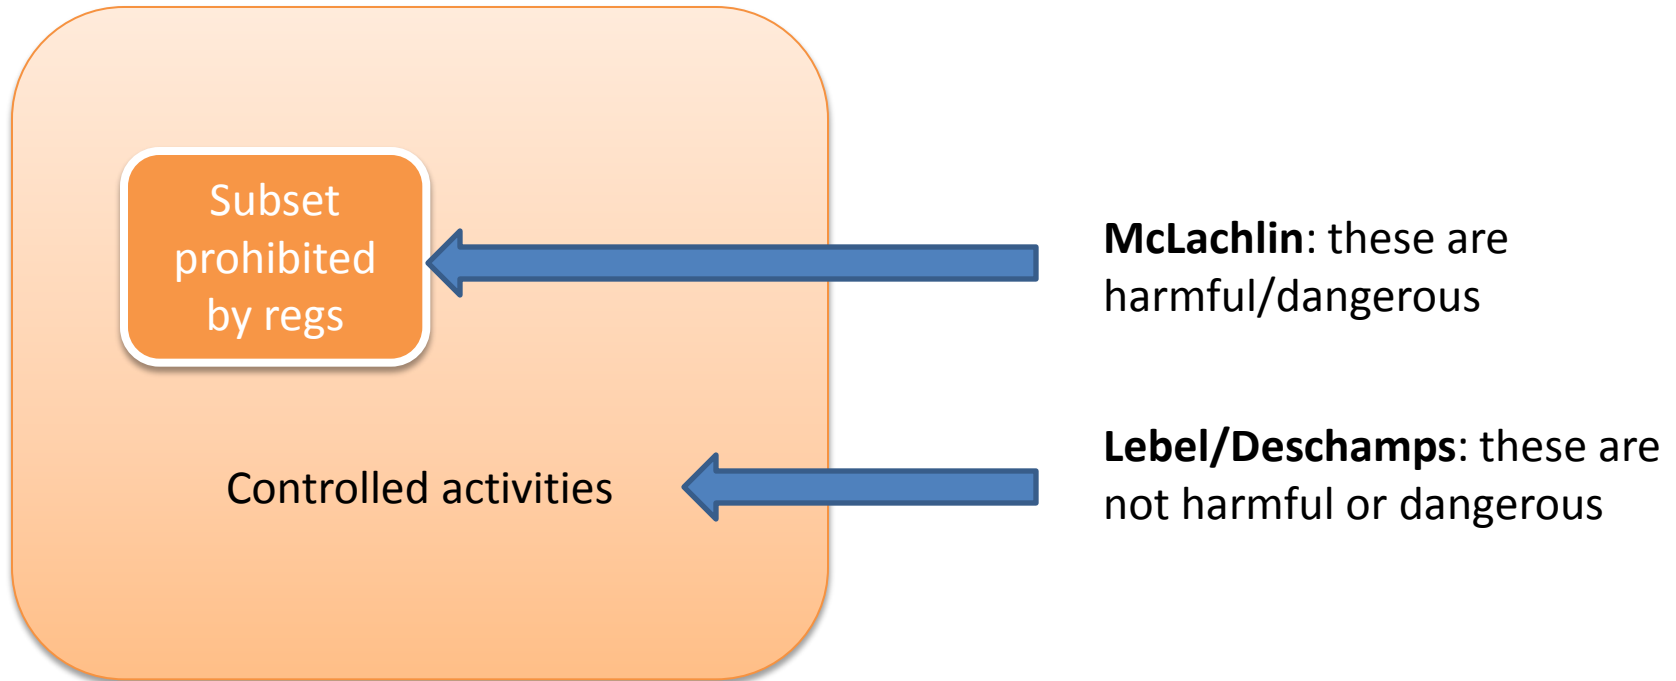 Subset
prohibited
by regs
McLachlin: these are
harmful/dangerous
Controlled activities
Lebel/Deschamps: these are
not harmful or dangerous